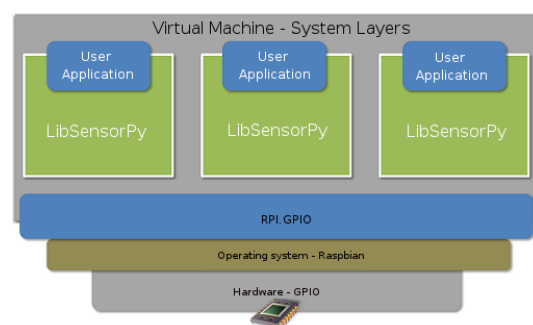 Virtual Machine - System Layers
User
Application
User
Application
User
Application
LibSensorPy
LibSensorPy
LibSensorPy
RPI.GPIO
Operating system - Raspbian
Hardware - GPIO